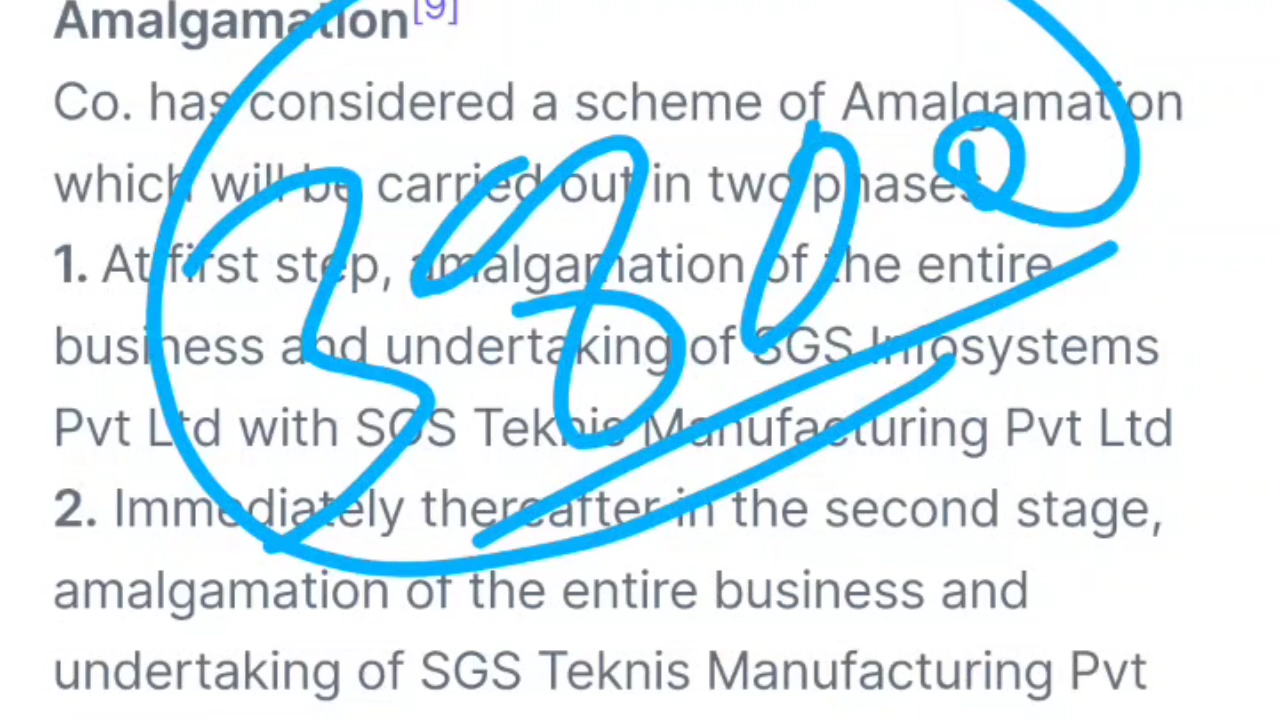 Amalgamation[9]
Co. has considered a scheme of Amalgamation
which will be carried out in two phases
1. At first step, amalgamation of the entire
business and undertaking of SGS Infosystems
Pvt Ltd with SGS Teknis Manufacturing Pvt Ltd
2. Immediately thereafter in the second stage,
amalgamation of the entire business and
undertaking of SGS Teknis Manufacturing Pvt